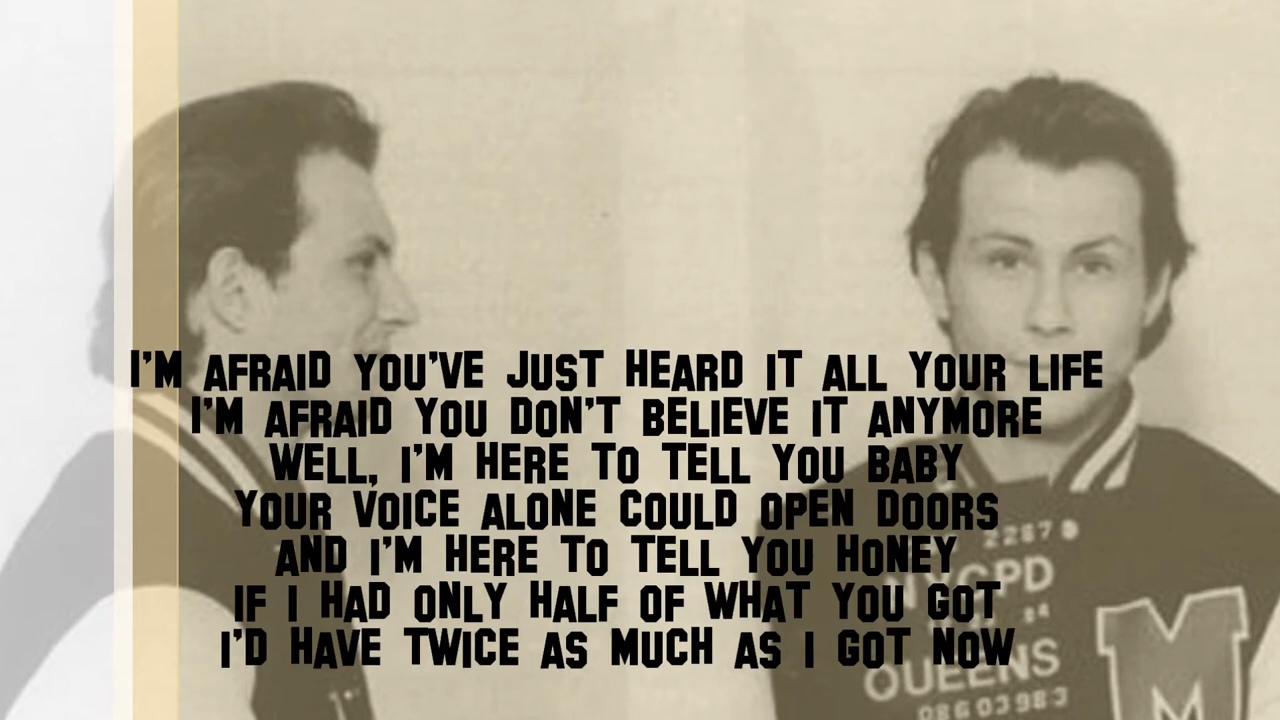 I'M AFRAID YOU'VE JUST HEARD IT ALL YOUR LIFE
I'M AFRAID YOU DON'T BELIEVE IT ANYMORE
WELL, I'M HERE TO TELL YOU BABY
YOUR VOICE ALONE COULD OPEN DOORS
AND I'M HERE TO TELL YOU HONEY
IF I HAD ONLY HALF OF WHAT YOU GOT
I'D HAVE TWICE AS MUCH AS I GOT NOW
2267
QUEENS
M